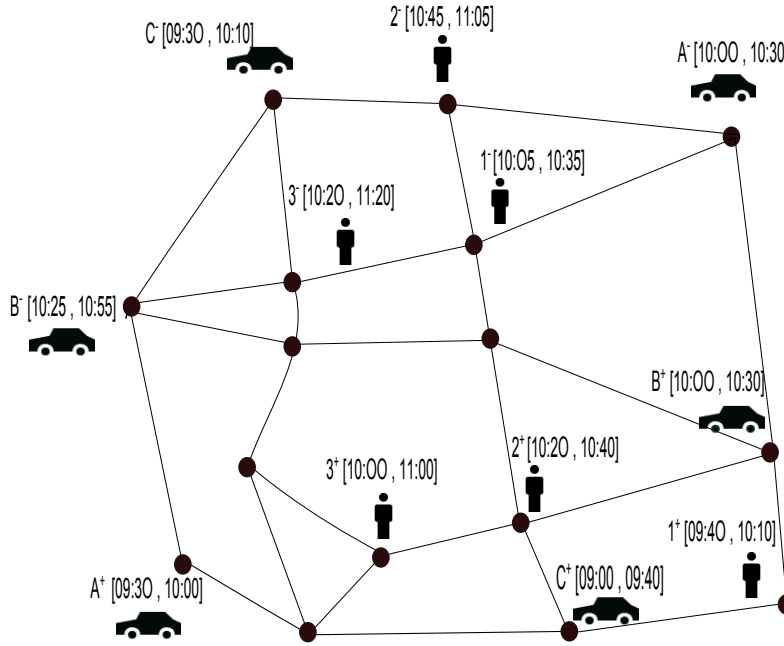 2⁻ [10:45 , 11:05]
C⁻ [09:30 , 10:10]
A⁻ [10:00 , 10:30
1⁻ [10:05 , 10:35]
3⁻ [10:20 , 11:20]
B⁻ [10:25 , 10:55]
B⁺ [10:00 , 10:30]
2⁺ [10:20 , 10:40]
3⁺ [10:00 , 11:00]
1⁺ [09:40 , 10:10]
C⁺ [09:00 , 09:40]
A⁺ [09:30 , 10:00]